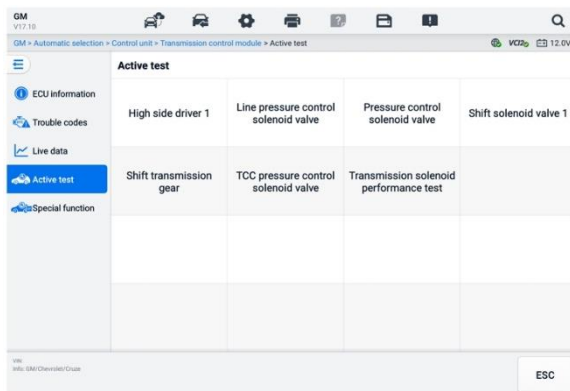 GM
V17.10
GM > Automatic selection > Control unit > Transmission control module > Active test
VCI 12.0V
ECU information
Trouble codes
Live data
Active test
Special function
Active test
High side driver 1
Line pressure control
solenoid valve
Pressure control
solenoid valve
Shift solenoid valve 1
Shift transmission
gear
TCC pressure control
solenoid valve
Transmission solenoid
performance test
Info: GM/Chevrolet/Cruze
ESC